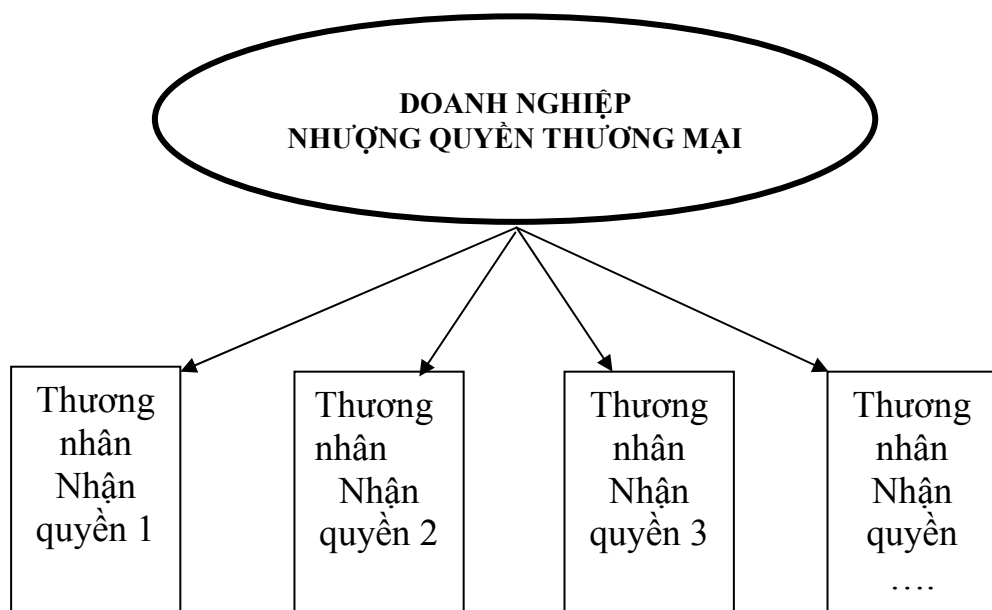 DOANH NGHIỆP
NHƯỢNG QUYỀN THƯƠNG MẠI
Thương
nhân
Nhận
quyền 1
Thương
nhân
Nhận
quyền 2
Thương
nhân
Nhận
quyền 3
Thương
nhân
Nhận
quyền
….